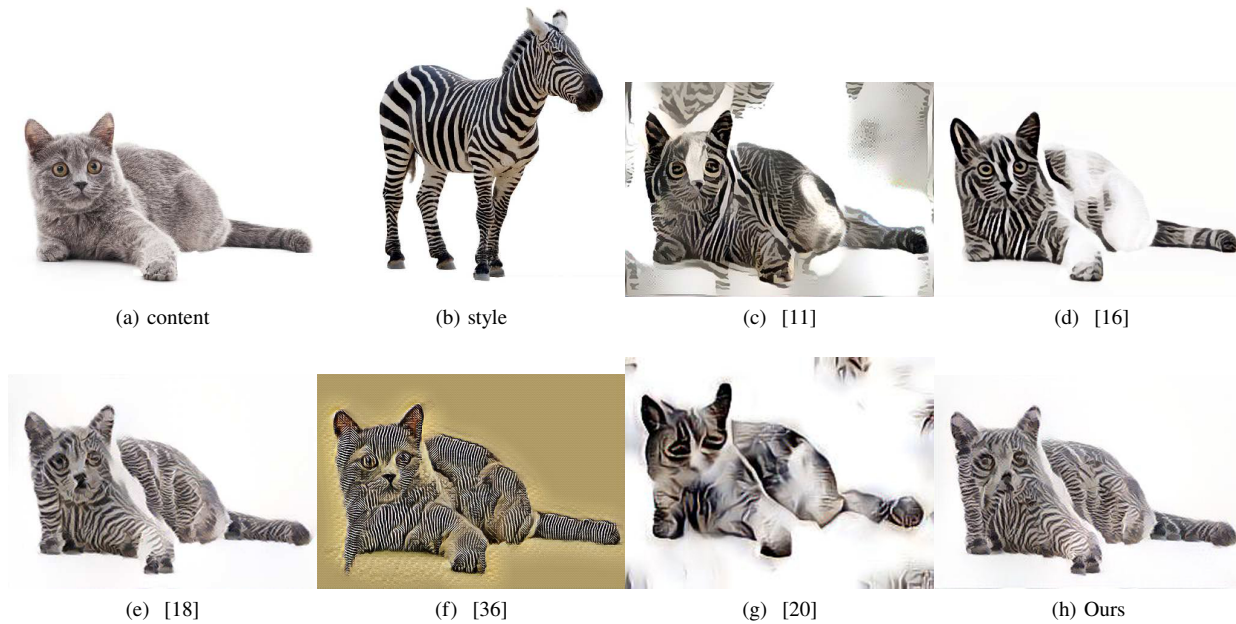 (a) content
(b) style
(c) [11]
(d) [16]
(e) [18]
(f) [36]
(g) [20]
(h) Ours